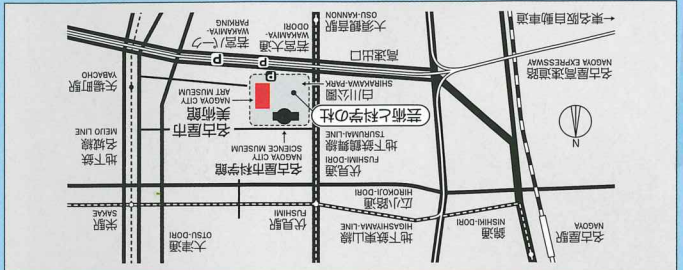 名古屋駅
NAGOYA
錦通
NISHIKI-DORI
地下鉄東山線
HIGASHIYAMA-LINE
広小路通
HIROKOJI-DORI
伏見駅
FUSHIMI
大津通
OTSU-DORI
栄駅
SAKAE
N
伏見通
FUSHIMI-DORI
地下鉄鶴舞線
TSURUMAI-LINE
名古屋市科学館
NAGOYA CITY
SCIENCE MUSEUM
芸術と科学の杜
名古屋市
美術館
NAGOYA CITY
ART MUSEUM
地下鉄
名城線
MEIJO LINE
白川公園
SHIRAKAWA-PARK
矢場町駅
YABACHO
名古屋高速道路
NAGOYA EXPRESSWAY
高速出口
P
P
P
←東名阪自動車道
大須観音駅
OSU-KANNON
若宮大通
WAKAMIYA-
ODORI
若宮パーク
WAKAMIYA
PARKING